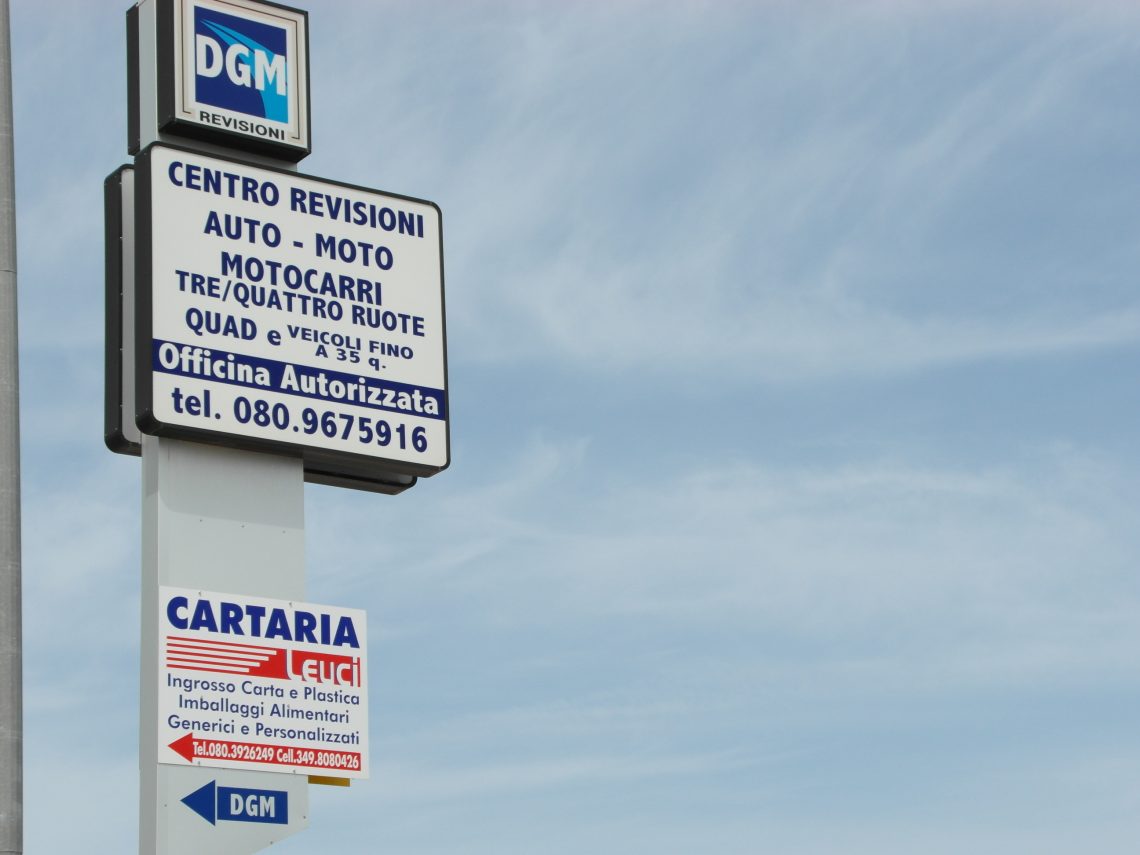 DGM
REVISIONI
CENTRO REVISIONI
AUTO - MOTO
MOTOCARRI
TRE/QUATTRO RUOTE
QUAD e VEICOLI FINO
A 35 q.
Officina Autorizzata
tel. 080.9675916
CARTARIA
Leuci
Ingrosso Carta e Plastica
Imballaggi Alimentari
Generici e Personalizzati
Tel.080.3926249 Cell.349.8080426
DGM